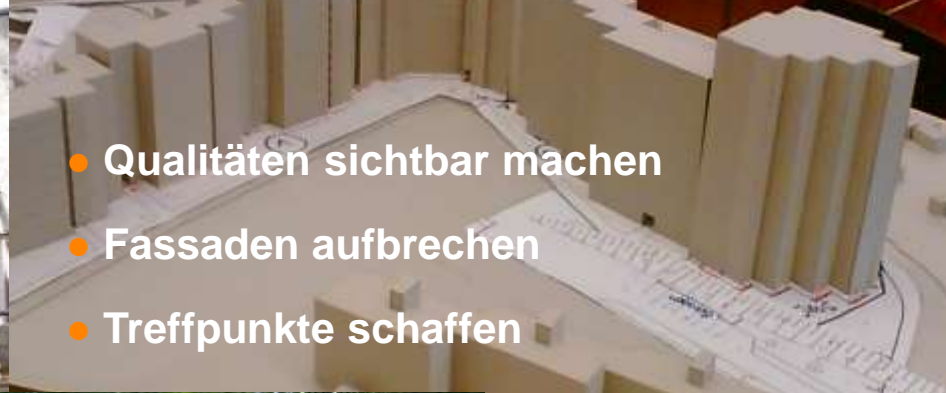 ● Qualitäten sichtbar machen
● Fassaden aufbrechen
● Treffpunkte schaffen